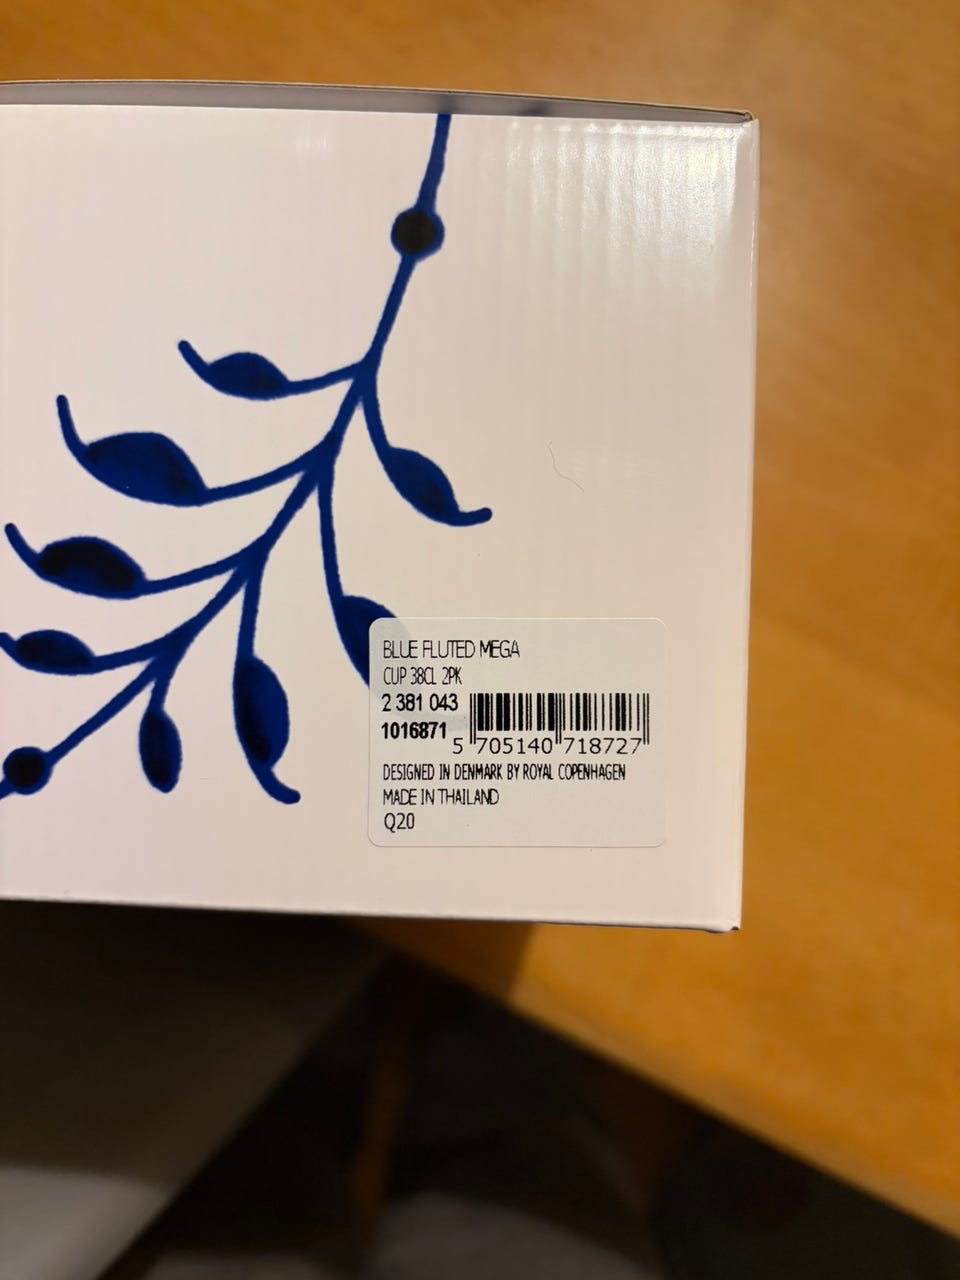 BLUE FLUTED MEGA
CUP 38CL 2PK
2 381 043
1016871
5 705140 718727
DESIGNED IN DENMARK BY ROYAL COPENHAGEN
MADE IN THAILAND
Q20